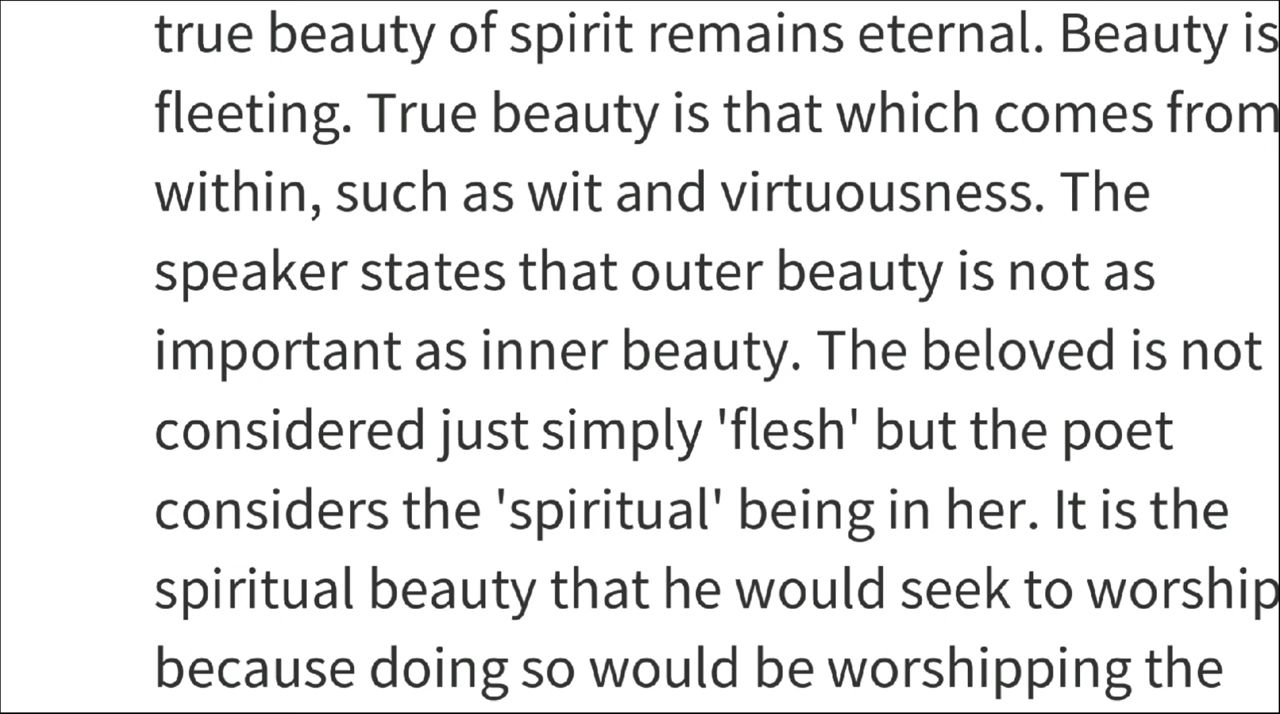 true beauty of spirit remains eternal. Beauty is
fleeting. True beauty is that which comes from
within, such as wit and virtuousness. The
speaker states that outer beauty is not as
important as inner beauty. The beloved is not
considered just simply 'flesh' but the poet
considers the 'spiritual' being in her. It is the
spiritual beauty that he would seek to worship
because doing so would be worshipping the